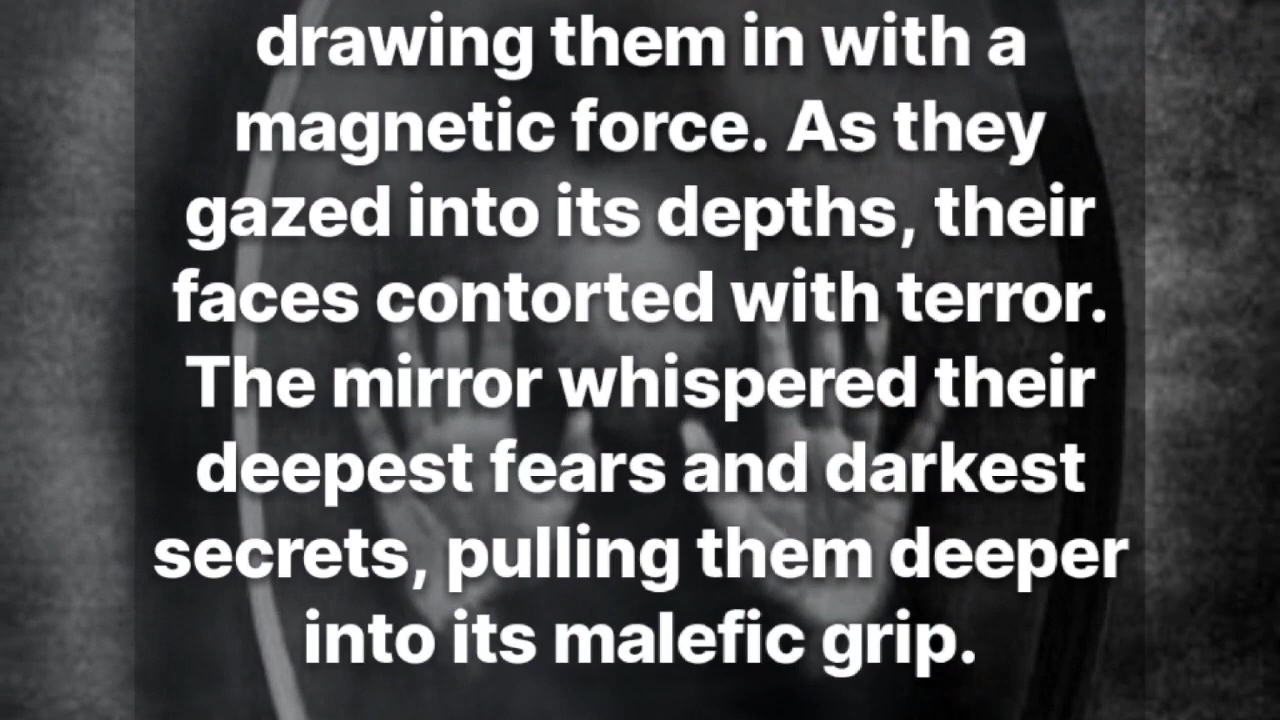 drawing them in with a
magnetic force. As they
gazed into its depths, their
faces contorted with terror.
The mirror whispered their
deepest fears and darkest
secrets, pulling them deeper
into its malefic grip.